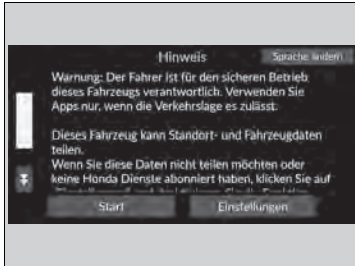 Hinweis
Sprache ändern
Warnung: Der Fahrer ist für den sicheren Betrieb
dieses Fahrzeugs verantwortlich. Verwenden Sie
Apps nur, wenn die Verkehrslage es zulässt.
Dieses Fahrzeug kann Standort- und Fahrzeugdaten
teilen.
Wenn Sie diese Daten nicht teilen möchten oder
keine Honda Dienste abonniert haben, klicken Sie auf
Start
Einstellungen